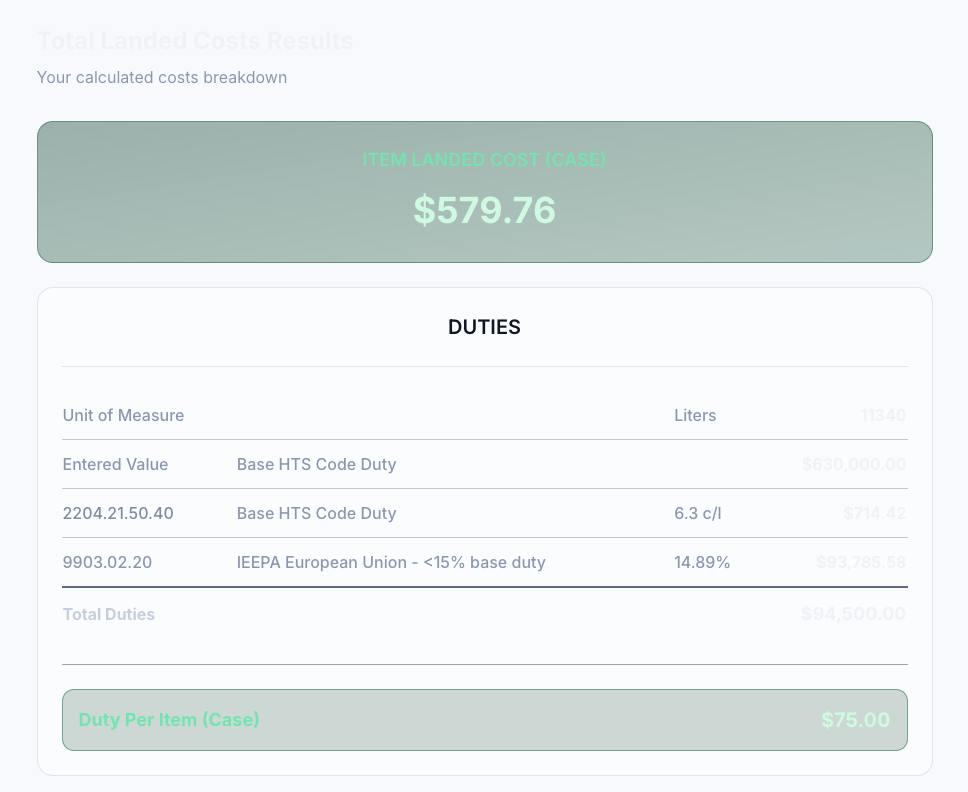 Total Landed Costs Results
Your calculated costs breakdown
ITEM LANDED COST (CASE)
$579.76
DUTIES
Unit of Measure Liters 11340
Entered Value Base HTS Code Duty $630,000.00
2204.21.50.40 Base HTS Code Duty 6.3 c/l $714.42
9903.02.20 IEEPA European Union - <15% base duty 14.89% $93,785.58
Total Duties $94,500.00
Duty Per Item (Case) $75.00